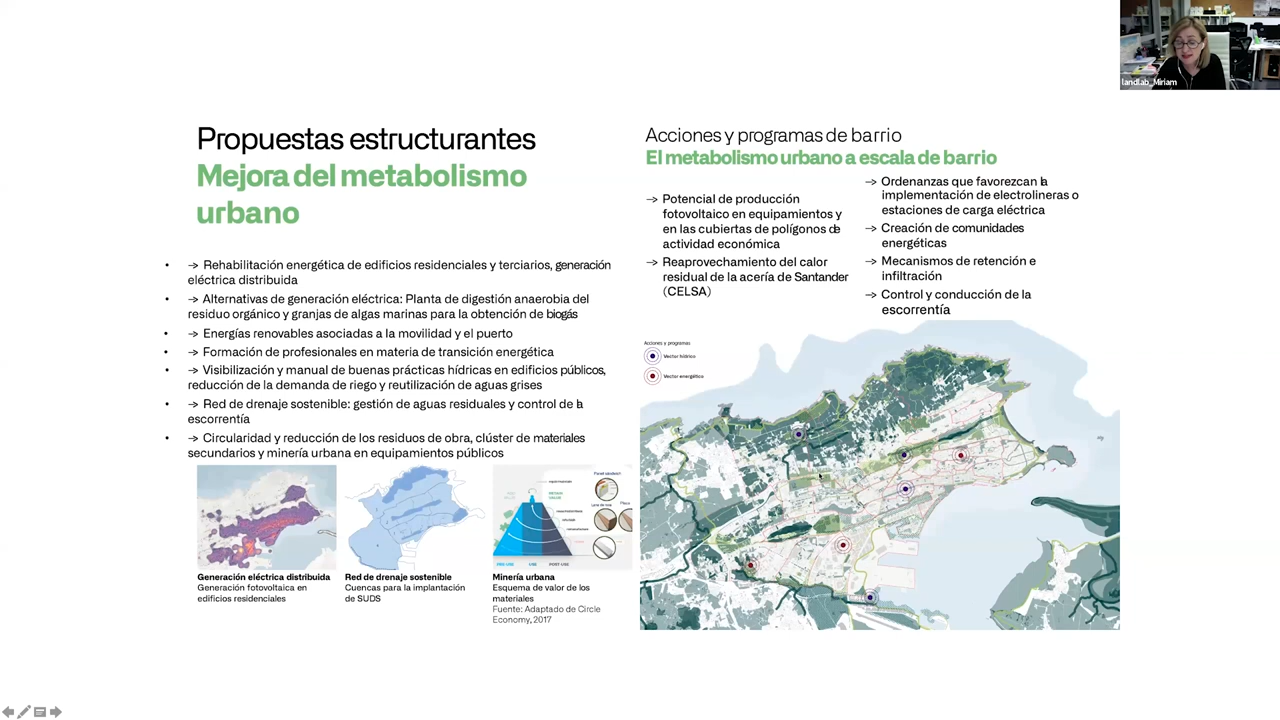 landlab_Miriam
Propuestas estructurantes
Mejora del metabolismo
urbano
• → Rehabilitación energética de edificios residenciales y terciarios, generación
eléctrica distribuida
• → Alternativas de generación eléctrica: Planta de digestión anaerobia del
residuo orgánico y granjas de algas marinas para la obtención de biogás
• → Energías renovables asociadas a la movilidad y el puerto
• → Formación de profesionales en materia de transición energética
• → Visibilización y manual de buenas prácticas hídricas en edificios públicos,
reducción de la demanda de riego y reutilización de aguas grises
• → Red de drenaje sostenible: gestión de aguas residuales y control de la
escorrentía
• → Circularidad y reducción de los residuos de obra, clúster de materiales
secundarios y minería urbana en equipamientos públicos
PRE-USE USE POST-USE
Generación eléctrica distribuida
Generación fotovoltaica en
edificios residenciales
Red de drenaje sostenible
Cuencas para la implantación
de SUDS
Minería urbana
Esquema de valor de los
materiales
Fuente: Adaptado de Circle
Economy, 2017
Acciones y programas de barrio
El metabolismo urbano a escala de barrio
→ Potencial de producción
fotovoltaico en equipamientos y
en las cubiertas de polígonos de
actividad económica
→ Reaprovechamiento del calor
residual de la acería de Santander
(CELSA)
→ Ordenanzas que favorezcan la
implementación de electrolineras o
estaciones de carga eléctrica
→ Creación de comunidades
energéticas
→ Mecanismos de retención e
infiltración
→ Control y conducción de la
escorrentía
Acciones y programas
Vector hídrico
Vector energético